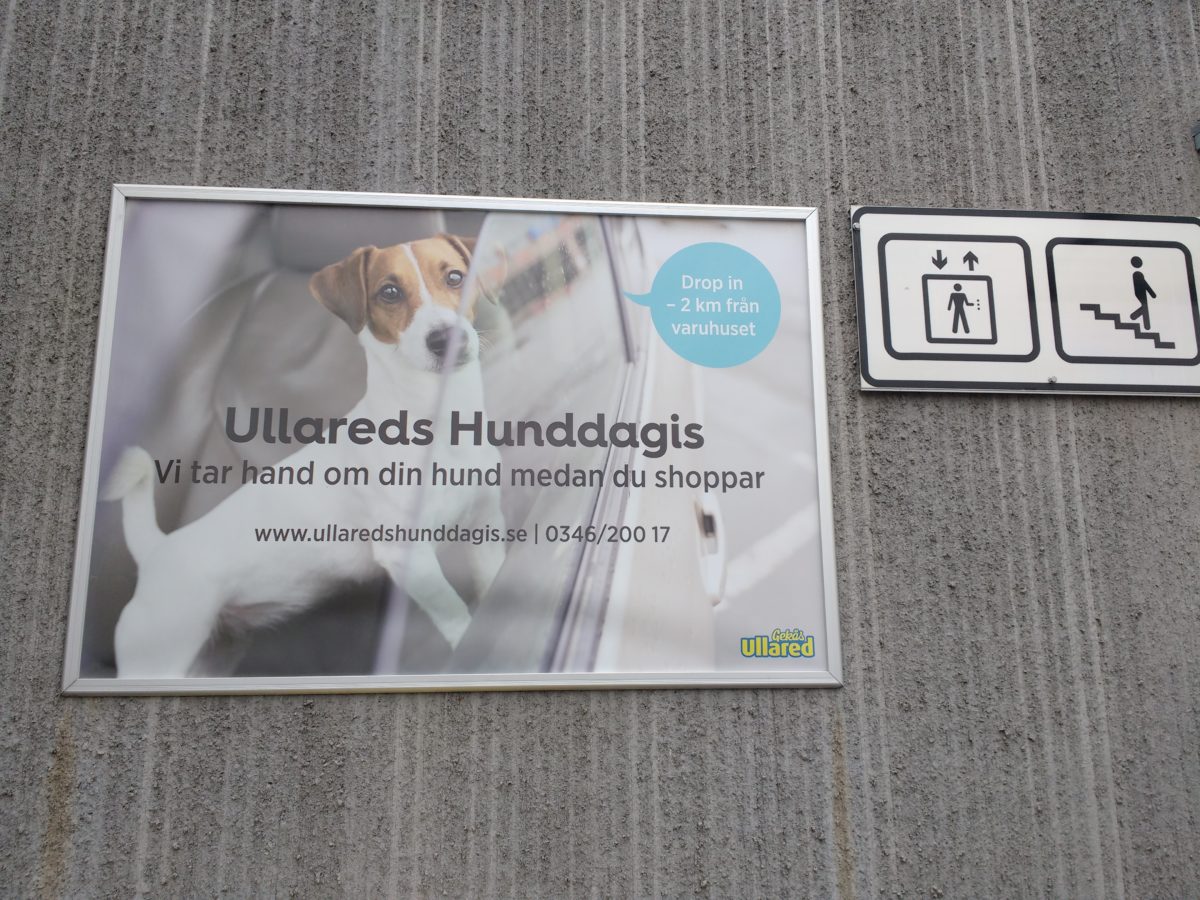 Drop in
– 2 km från
varuhuset
Ullareds Hunddagis
Vi tar hand om din hund medan du shoppar
www.ullaredshunddagis.se | 0346/200 17
Gekås
Ullared